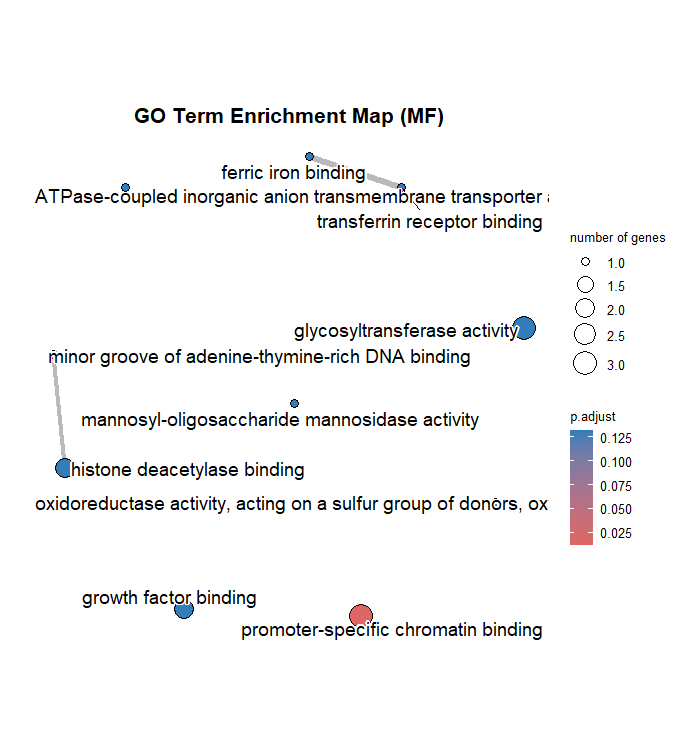 GO Term Enrichment Map (MF)
ferric iron binding
ATPase-coupled inorganic anion transmembrane transporter
transferrin receptor binding
glycosyltransferase activity
minor groove of adenine-thymine-rich DNA binding
mannosyl-oligosaccharide mannosidase activity
histone deacetylase binding
oxidoreductase activity, acting on a sulfur group of donors, ox
growth factor binding
promoter-specific chromatin binding
number of genes
1.0
1.5
2.0
2.5
3.0
p.adjust
0.125
0.100
0.075
0.050
0.025